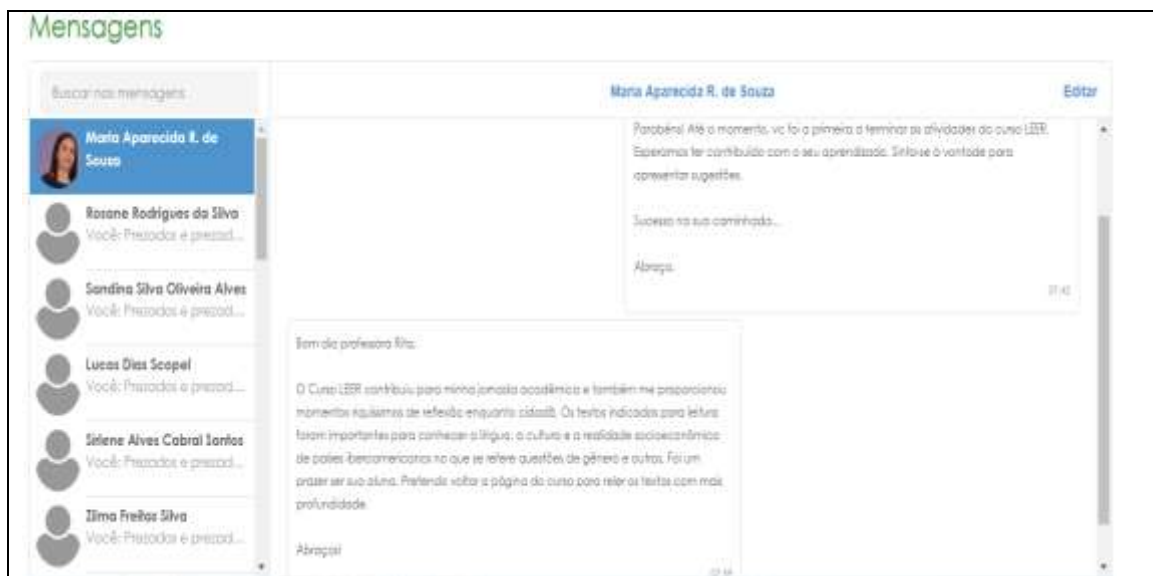 Mensagens
Buscar nas mensagens
Maria Aparecida R. de Souza
Editar
Maria Aparecida R. de
Souza
Rosane Rodrigues da Silva
Você: Prezados e prezad...
Sandina Silva Oliveira Alves
Você: Prezados e prezad...
Lucas Dias Scopel
Você: Prezados e prezad...
Sirlene Alves Cabral Santos
Você: Prezados e prezad...
Zilma Freitas Silva
Você: Prezados e prezad...
Parabéns! Até o momento, vc foi a primeira a terminar as atividades do curso LEER.
Esperamos ter contribuído com o seu aprendizado. Sinta-se à vontade para
apresentar sugestões.
Sucesso na sua caminhada...
Abraço.
Bom dia professora Rita,
O Curso LEER contribuiu para minha jornada acadêmica e também me proporcionou
momentos riquíssimos de reflexão enquanto cidadã. Os textos indicados para leitura
foram importantes para conhecer a língua, a cultura e a realidade socioeconômica
de países iberoamericanos no que se refere questões de gênero e outros. Foi um
prazer ser sua aluna. Pretendo voltar a página do curso para reler os textos com mais
profundidade.
Abraços!